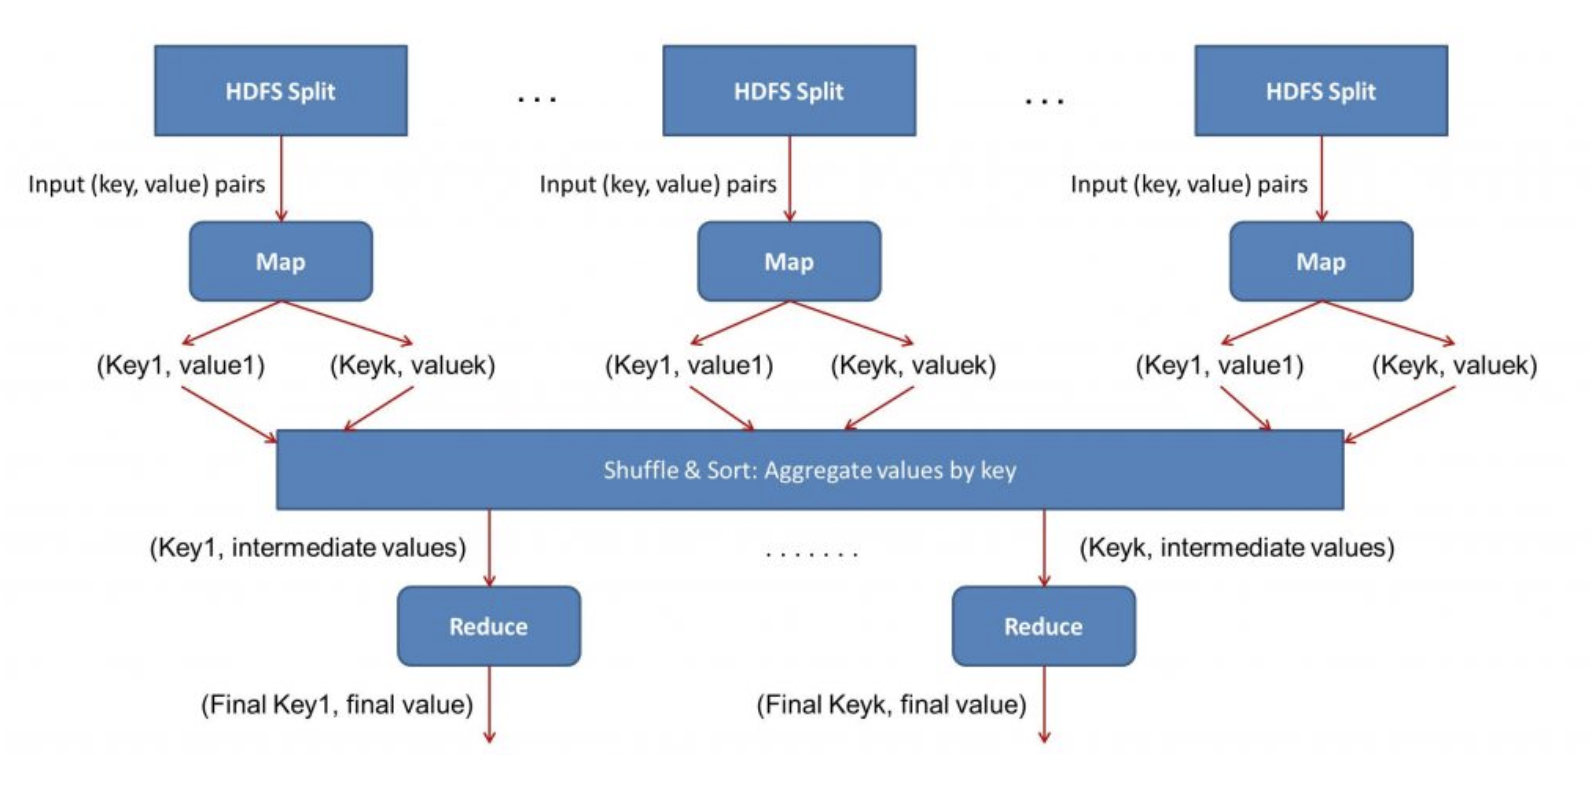 HDFS Split
. . .
HDFS Split
. . .
HDFS Split
Input (key, value) pairs
Input (key, value) pairs
Input (key, value) pairs
Map
Map
Map
(Key1, value1)
(Keyk, valuek)
(Key1, value1)
(Keyk, valuek)
(Key1, value1)
(Keyk, valuek)
Shuffle & Sort: Aggregate values by key
(Key1, intermediate values)
. . . . . . .
(Keyk, intermediate values)
Reduce
Reduce
(Final Key1, final value)
(Final Keyk, final value)